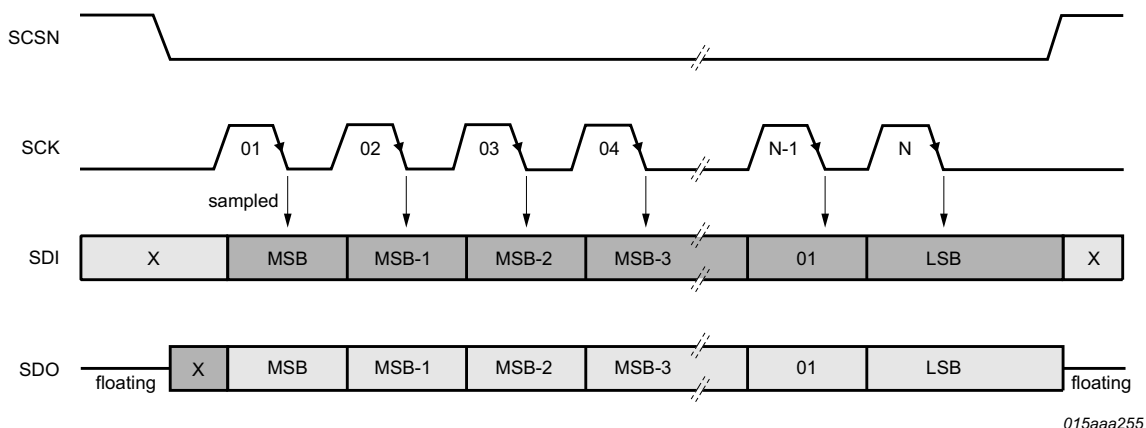 SCSN
SCK
01 02 03 04 N-1 N
sampled
SDI
X MSB MSB-1 MSB-2 MSB-3 01 LSB X
SDO
floating
X MSB MSB-1 MSB-2 MSB-3 01 LSB
floating
015aaa255